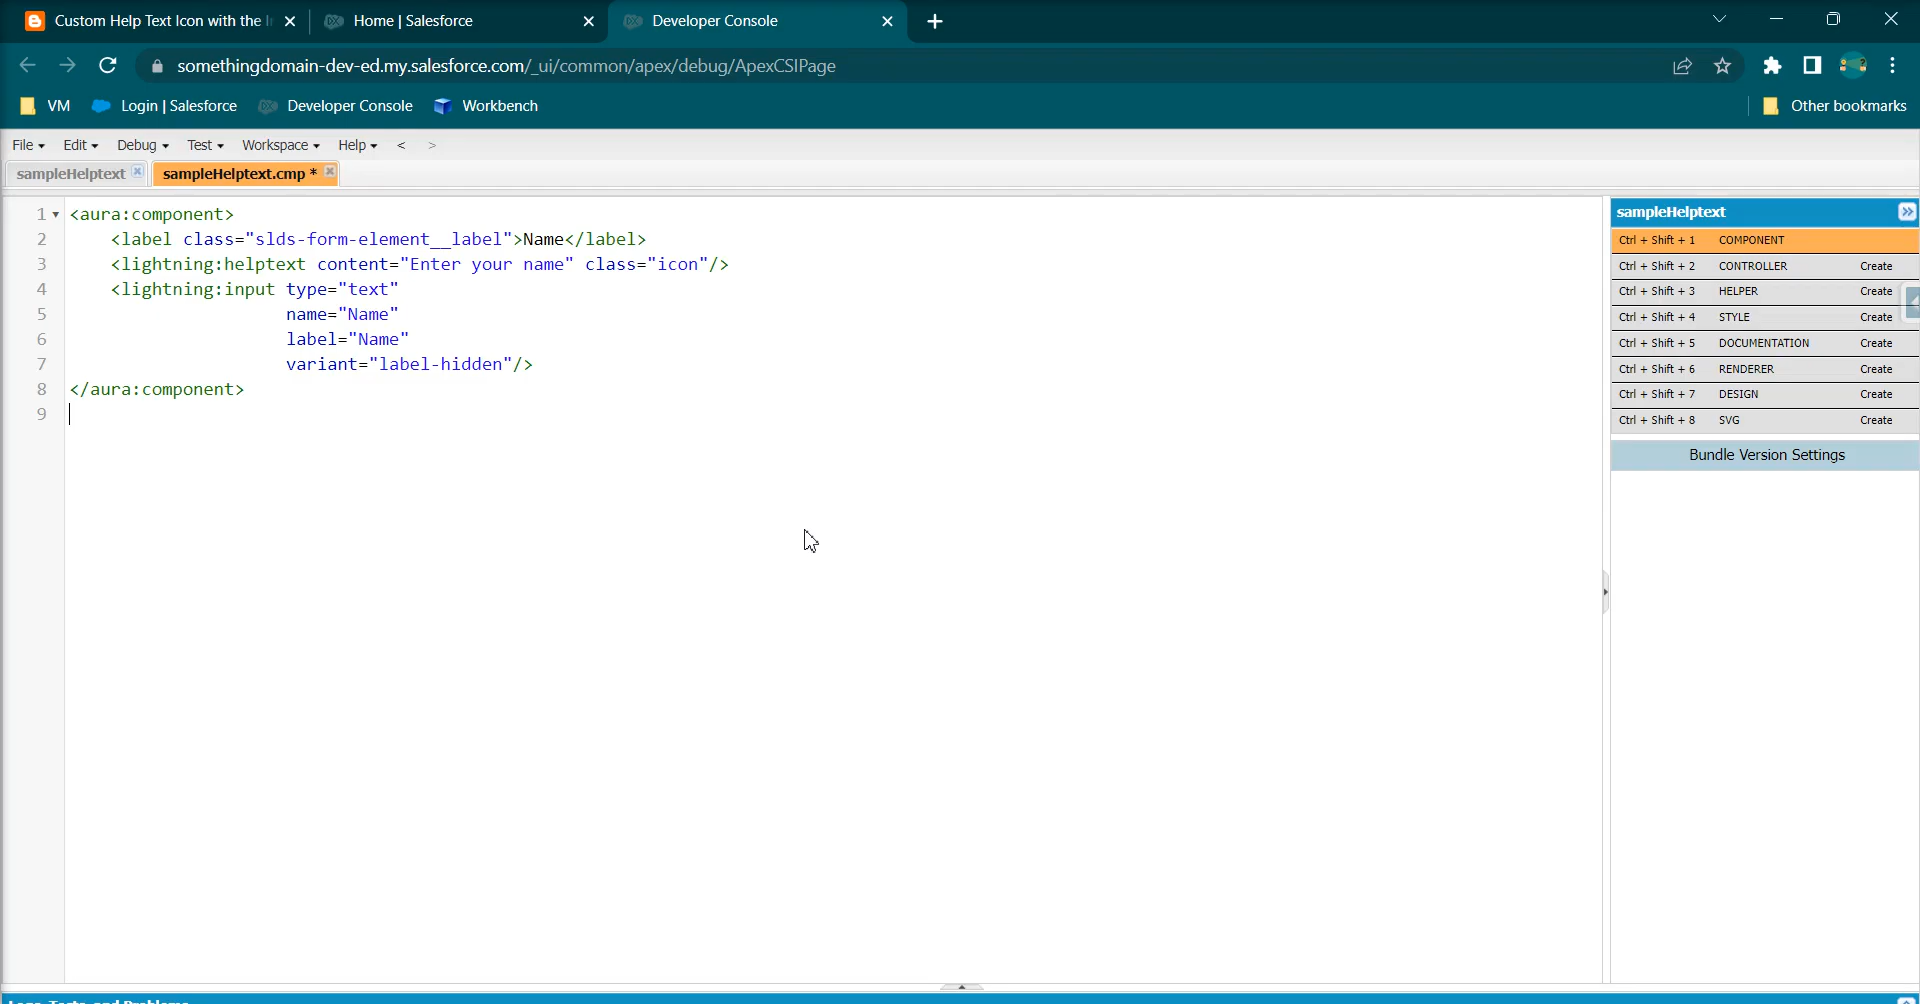 Custom Help Text Icon with the
Home | Salesforce
Developer Console
somethingdomain-dev-ed.my.salesforce.com/_ui/common/apex/debug/ApexCSIPage
VM Login | Salesforce Developer Console Workbench Other bookmarks
File Edit Debug Test Workspace Help < >
sampleHelptext sampleHelptext.cmp *
1 <aura:component>
2 <label class="slds-form-element__label">Name</label>
3 <lightning:helptext content="Enter your name" class="icon"/>
4 <lightning:input type="text"
5 name="Name"
6 label="Name"
7 variant="label-hidden"/>
8 </aura:component>
9
sampleHelptext
Ctrl + Shift + 1 COMPONENT
Ctrl + Shift + 2 CONTROLLER Create
Ctrl + Shift + 3 HELPER Create
Ctrl + Shift + 4 STYLE Create
Ctrl + Shift + 5 DOCUMENTATION Create
Ctrl + Shift + 6 RENDERER Create
Ctrl + Shift + 7 DESIGN Create
Ctrl + Shift + 8 SVG Create
Bundle Version Settings
Logs, Tests, and Problems